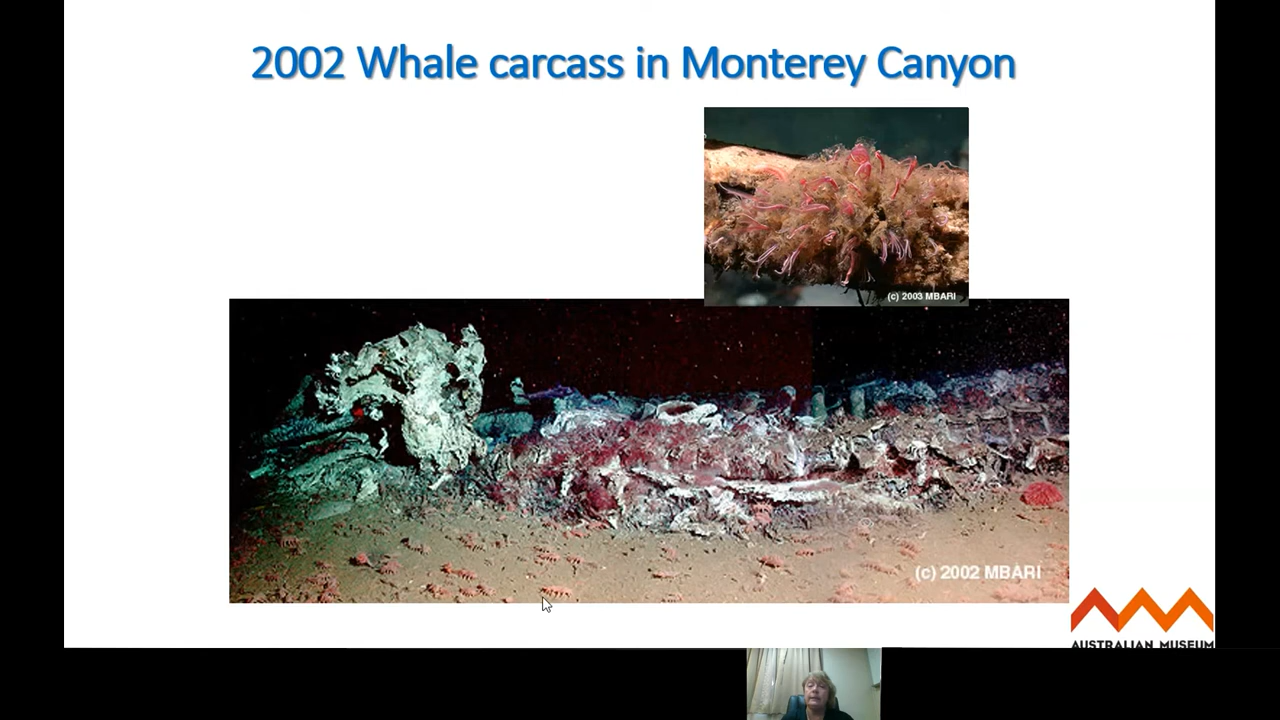 2002 Whale carcass in Monterey Canyon
(c) 2003 MBARI
(c) 2002 MBARI
AUSTRALIAN MUSEUM